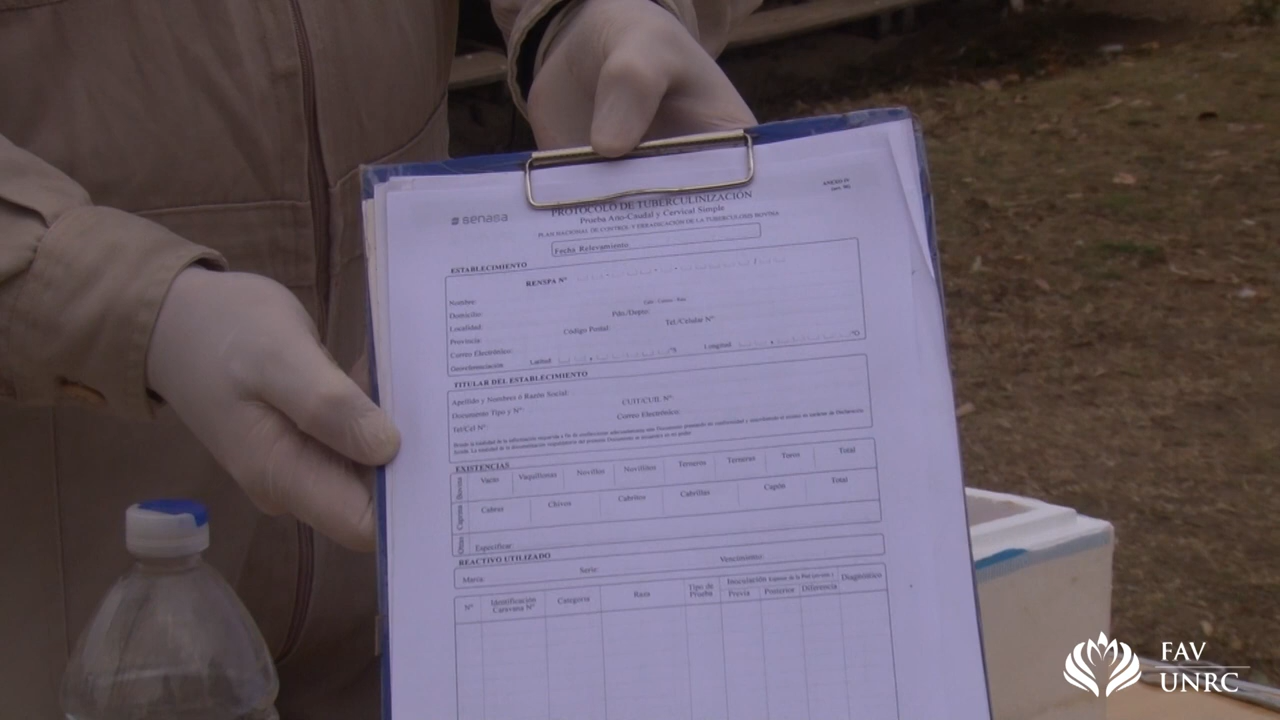 senasa
ANEXO IV
PROTOCOLO DE TUBERCULINIZACIÓN
Prueba Ano-Caudal y Cervical Simple
PLAN NACIONAL DE CONTROL Y ERRADICACIÓN DE LA TUBERCULOSIS BOVINA
Fecha Relevamiento
ESTABLECIMIENTO
RENSPA Nº
Nombre:
Domicilio:
Pdo./Depto:
Localidad:
Código Postal:
Tel./Celular Nº
Provincia:
Correo Electrónico:
Georreferenciación
Latitud:
Longitud:
TITULAR DEL ESTABLECIMIENTO
Apellido y Nombres o Razón Social:
CUIT/CUIL Nº:
Documento Tipo y Nº:
Correo Electrónico:
Tel/Cel Nº:
EXISTENCIAS
Bovinos Vacas Vaquillonas Novillos Novillitos Terneros Terneras Toros Total
Caprinos Cabras Chivos Cabritos Cabrillas Capón Total
Otros Especificar:
REACTIVO UTILIZADO
Marca: Serie: Vencimiento:
Nº Identificación Caravana Nº Categoría Raza Tipo de Prueba Inoculación Previa Posterior Diferencia Diagnóstico
FAV
UNRC